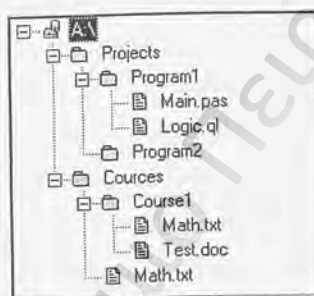 A:\
Projects
Program1
Main.pas
Logic.ql
Program2
Cources
Course1
Math.txt
Test.doc
Math.txt